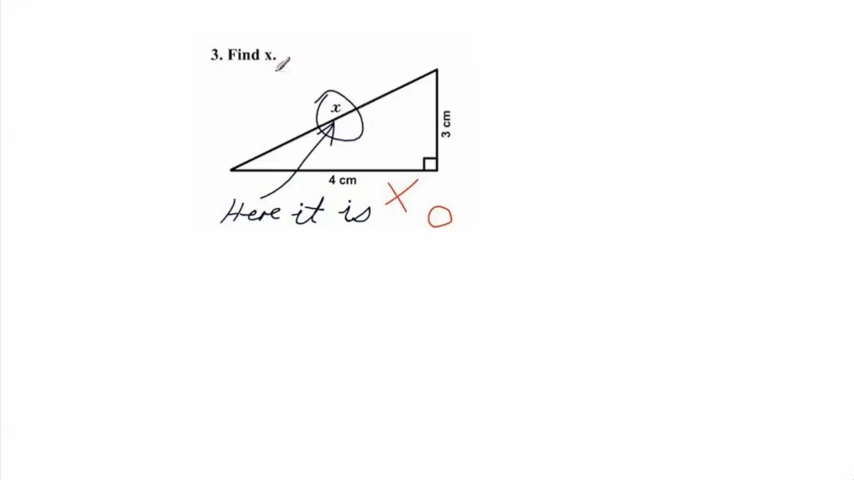 3. Find x.
x
3 cm
4 cm
Here it is X
O